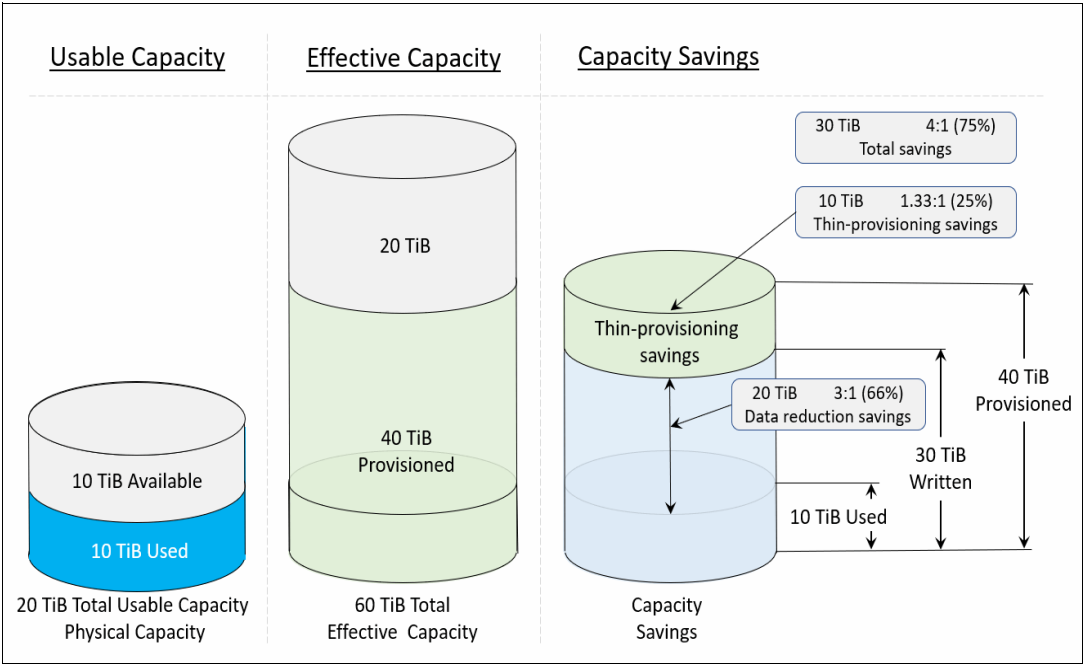 Usable Capacity
Effective Capacity
Capacity Savings
30 TiB 4:1 (75%)
Total savings
10 TiB 1.33:1 (25%)
Thin-provisioning savings
20 TiB
Thin-provisioning
savings
20 TiB 3:1 (66%)
Data reduction savings
40 TiB
Provisioned
40 TiB
Provisioned
30 TiB
Written
10 TiB Available
10 TiB Used
10 TiB Used
20 TiB Total Usable Capacity
Physical Capacity
60 TiB Total
Effective Capacity
Capacity
Savings